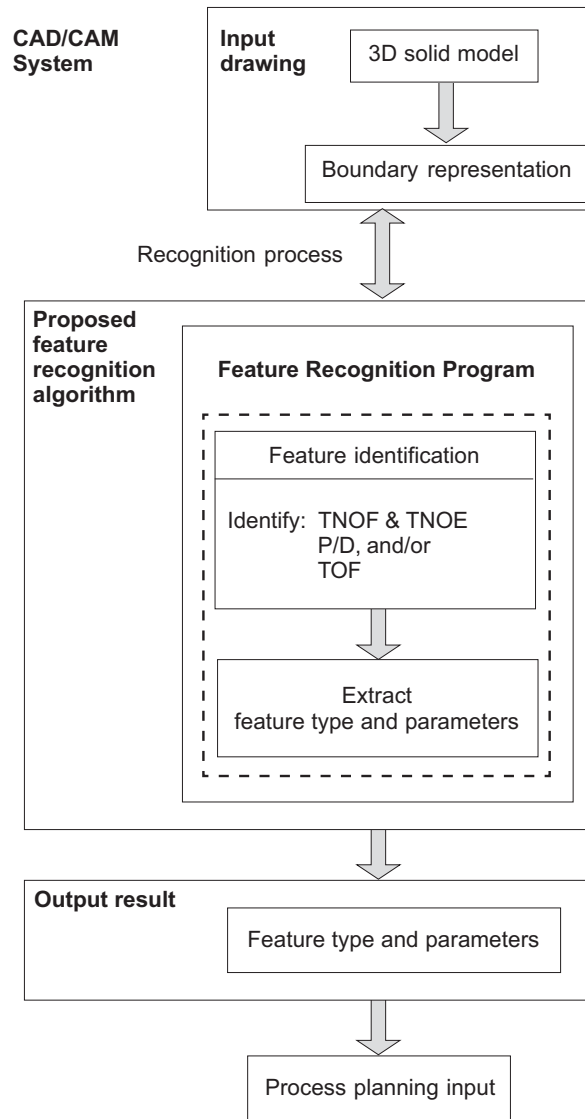 CAD/CAM
System
Input
drawing
3D solid model
Boundary representation
Recognition process
Proposed
feature
recognition
algorithm
Feature Recognition Program
Feature identification
Identify: TNOF & TNOE
P/D, and/or
TOF
Extract
feature type and parameters
Output result
Feature type and parameters
Process planning input